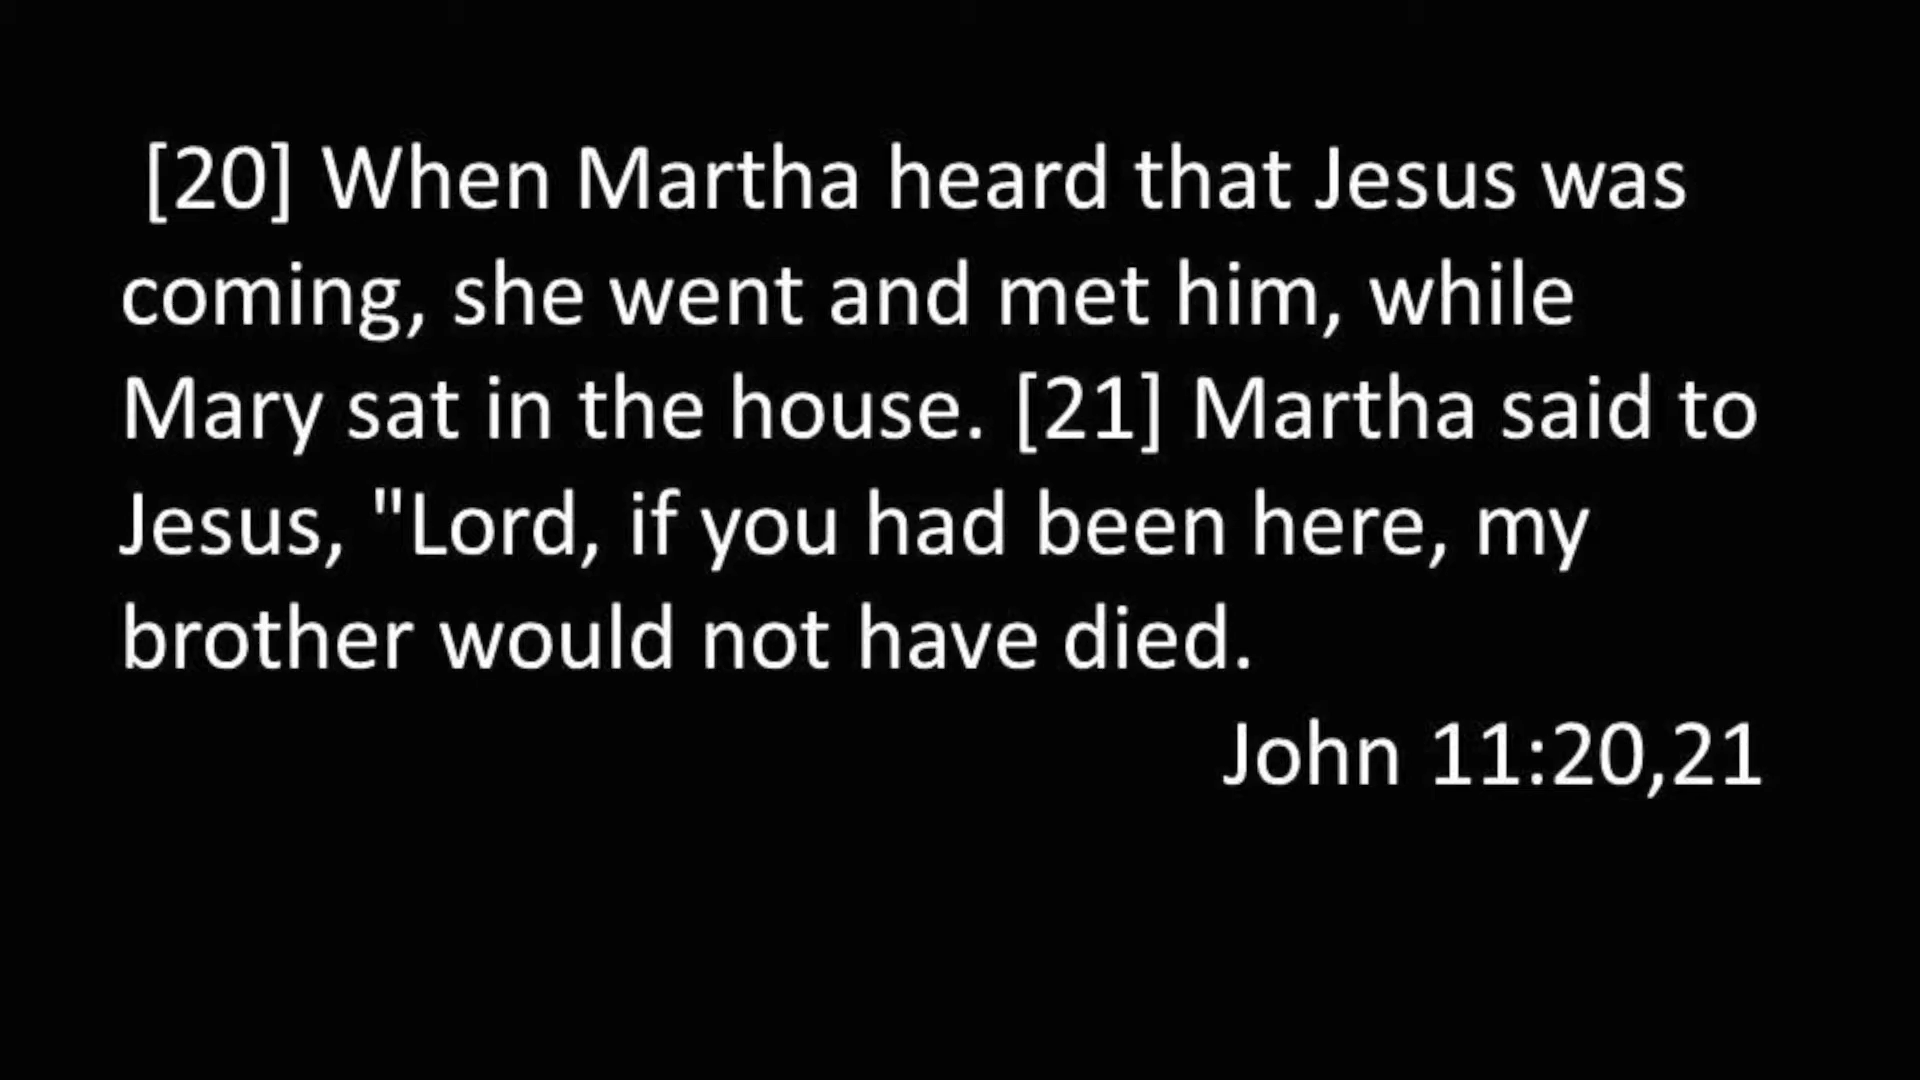 [20] When Martha heard that Jesus was
coming, she went and met him, while
Mary sat in the house. [21] Martha said to
Jesus, "Lord, if you had been here, my
brother would not have died.
John 11:20,21